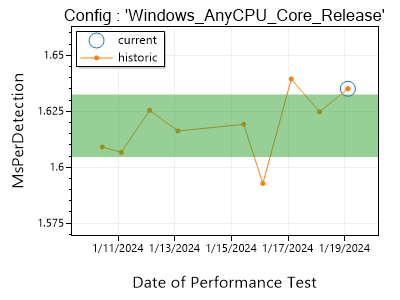 Config : 'Windows_AnyCPU_Core_Release'
current
historic
1.65
1.625
1.6
1.575
MsPerDetection
1/11/2024 1/13/2024 1/15/2024 1/17/2024 1/19/2024
Date of Performance Test